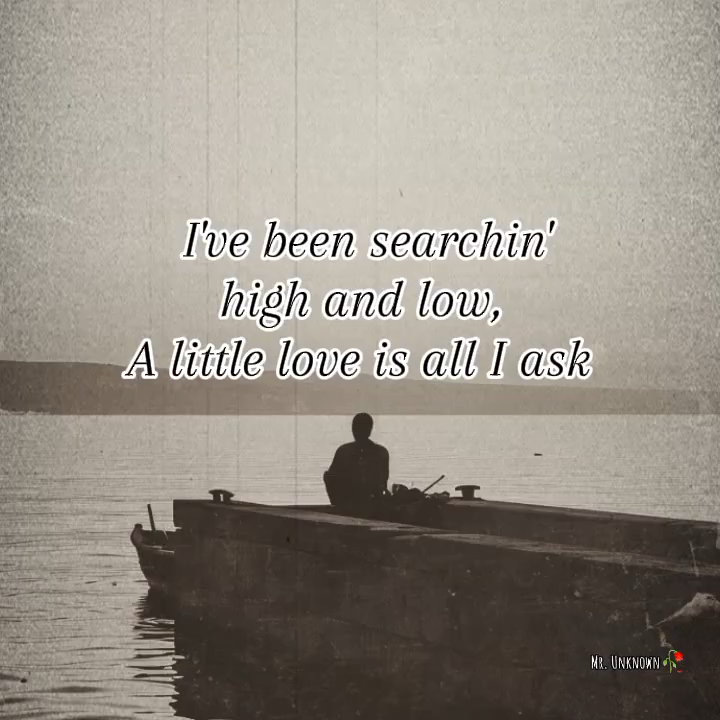 I've been searchin'
high and low,
A little love is all I ask
Mr. Unknown🥀